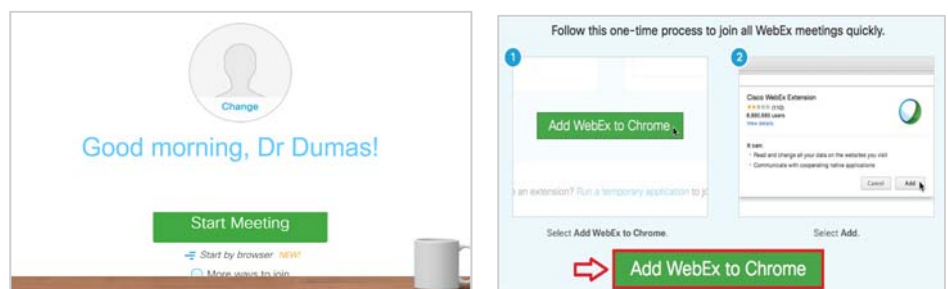 Change
Good morning, Dr Dumas!
Start Meeting
Start by browser NEW!
More ways to join
Follow this one-time process to join all WebEx meetings quickly.
1
Add WebEx to Chrome
an extension? Run a temporary application to jo
Select Add WebEx to Chrome.
2
Cisco WebEx Extension
(112)
View details
It can:
• Read and change all your data on the websites you visit
• Communicate with cooperating native applications
Cancel Add
Select Add.
Add WebEx to Chrome